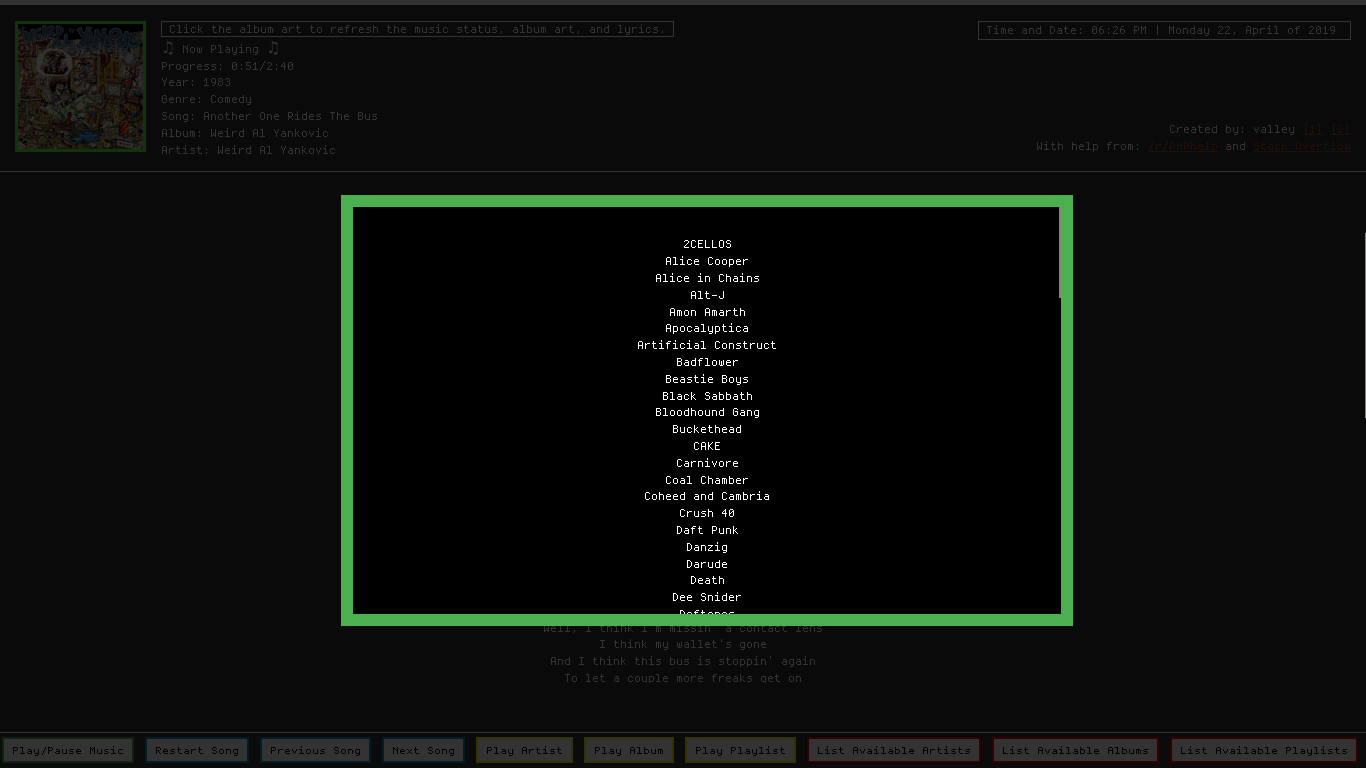 Click the album art to refresh the music status, album art, and lyrics.
♫ Now Playing ♫
Progress: 0:51/2:40
Year: 1983
Genre: Comedy
Song: Another One Rides The Bus
Album: Weird Al Yankovic
Artist: Weird Al Yankovic
Time and Date: 06:26 PM | Monday 22, April of 2019
Created by: valley [1] [2]
With help from: /r/PHPhelp and Stack Overflow
2CELLOS
Alice Cooper
Alice in Chains
Alt-J
Amon Amarth
Apocalyptica
Artificial Construct
Badflower
Beastie Boys
Black Sabbath
Bloodhound Gang
Buckethead
CAKE
Carnivore
Coal Chamber
Coheed and Cambria
Crush 40
Daft Punk
Danzig
Darude
Death
Dee Snider
Deftones
Well, I think I'm missin' a contact lens
I think my wallet's gone
And I think this bus is stoppin' again
To let a couple more freaks get on
Play/Pause Music
Restart Song
Previous Song
Next Song
Play Artist
Play Album
Play Playlist
List Available Artists
List Available Albums
List Available Playlists